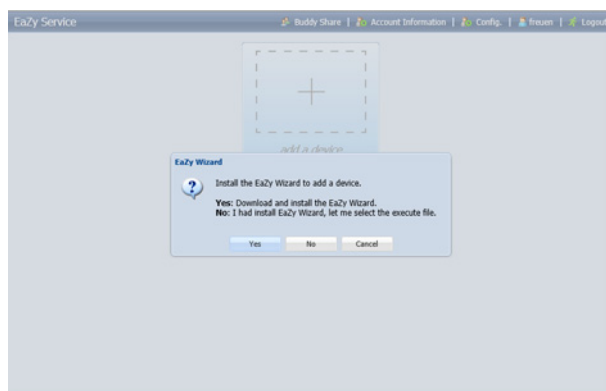 EaZy Service
Buddy Share | Account Information | Config. | freuen | Logout
add a device
EaZy Wizard
Install the EaZy Wizard to add a device.
Yes: Download and install the EaZy Wizard.
No: I had install EaZy Wizard, let me select the execute file.
Yes No Cancel